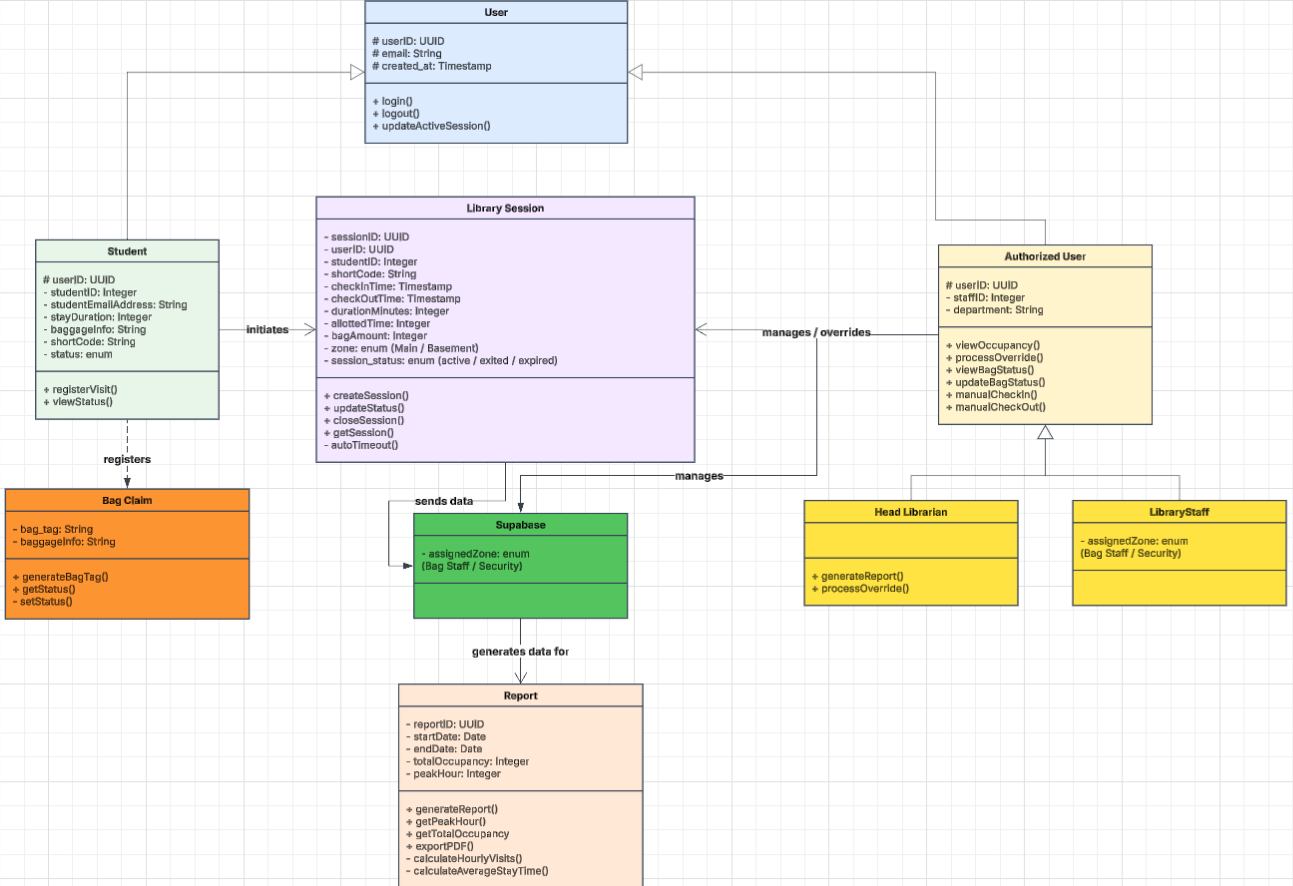 User
# userID: UUID
# email: String
# created_at: Timestamp
+ login()
+ logout()
+ updateActiveSession()
Library Session
- sessionID: UUID
- userID: UUID
- studentID: Integer
- shortCode: String
- checkInTime: Timestamp
- checkOutTime: Timestamp
- durationMinutes: Integer
- allottedTime: Integer
- bagAmount: Integer
- zone: enum (Main / Basement)
- session_status: enum (active / exited / expired)
+ createSession()
+ updateStatus()
+ closeSession()
+ getSession()
- autoTimeout()
Student
# userID: UUID
- studentID: Integer
- studentEmailAddress: String
- stayDuration: Integer
- baggageInfo: String
- shortCode: String
- status: enum
+ registerVisit()
+ viewStatus()
initiates
manages / overrides
Authorized User
# userID: UUID
- staffID: Integer
- department: String
+ viewOccupancy()
+ processOverride()
+ viewBagStatus()
+ updateBagStatus()
+ manualCheckIn()
+ manualCheckOut()
registers
manages
sends data
Bag Claim
- bag_tag: String
- baggageInfo: String
+ generateBagTag()
+ getStatus()
- setStatus()
Supabase
- assignedZone: enum
(Bag Staff / Security)
Head Librarian
+ generateReport()
+ processOverride()
LibraryStaff
- assignedZone: enum
(Bag Staff / Security)
generates data for
Report
- reportID: UUID
- startDate: Date
- endDate: Date
- totalOccupancy: Integer
- peakHour: Integer
+ generateReport()
+ getPeakHour()
+ getTotalOccupancy
+ exportPDF()
- calculateHourlyVisits()
- calculateAverageStayTime()